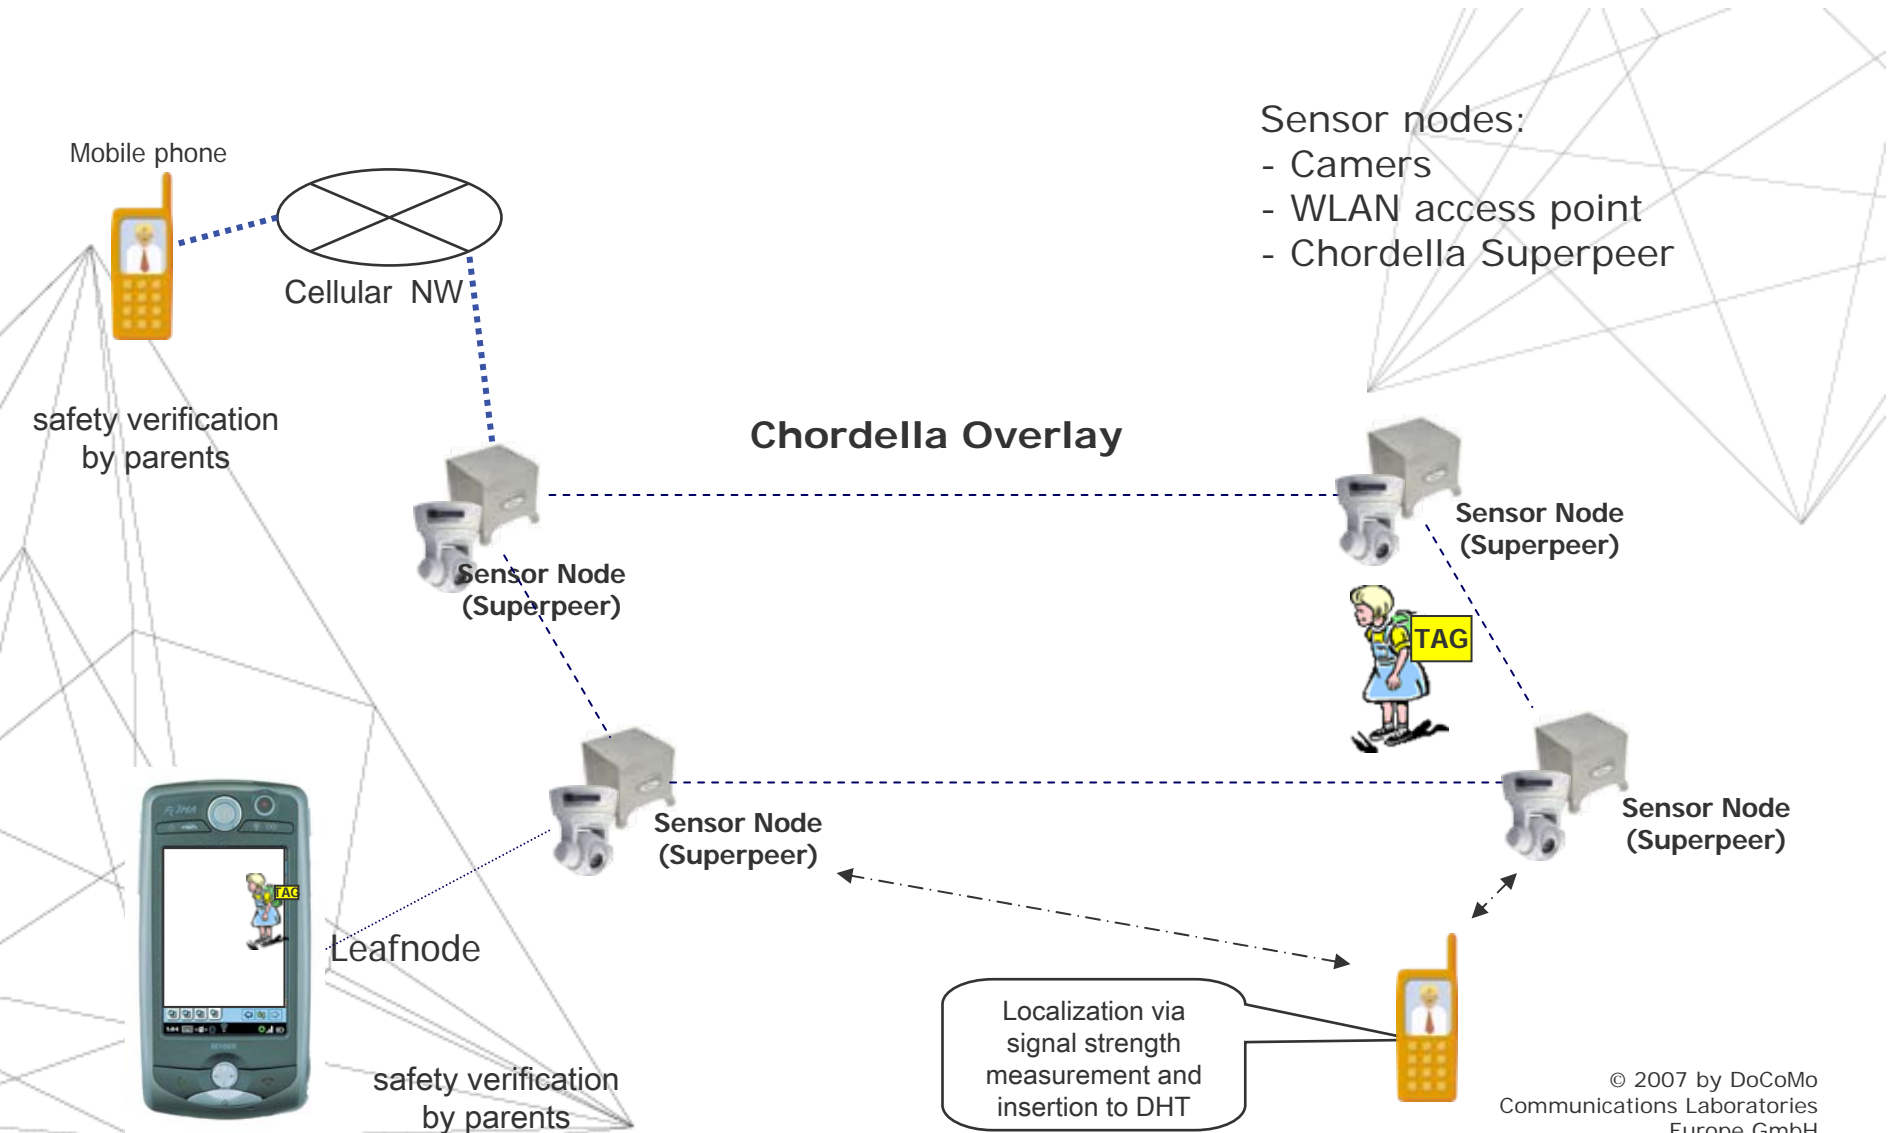 Mobile phone
Cellular NW
Sensor nodes:
- Camers
- WLAN access point
- Chordella Superpeer
safety verification
by parents
Chordella Overlay
Sensor Node
(Superpeer)
Sensor Node
(Superpeer)
TAG
Sensor Node
(Superpeer)
Sensor Node
(Superpeer)
TAG
Leafnode
Localization via
signal strength
measurement and
insertion to DHT
safety verification
by parents
© 2007 by DoCoMo
Communications Laboratories
Europe GmbH